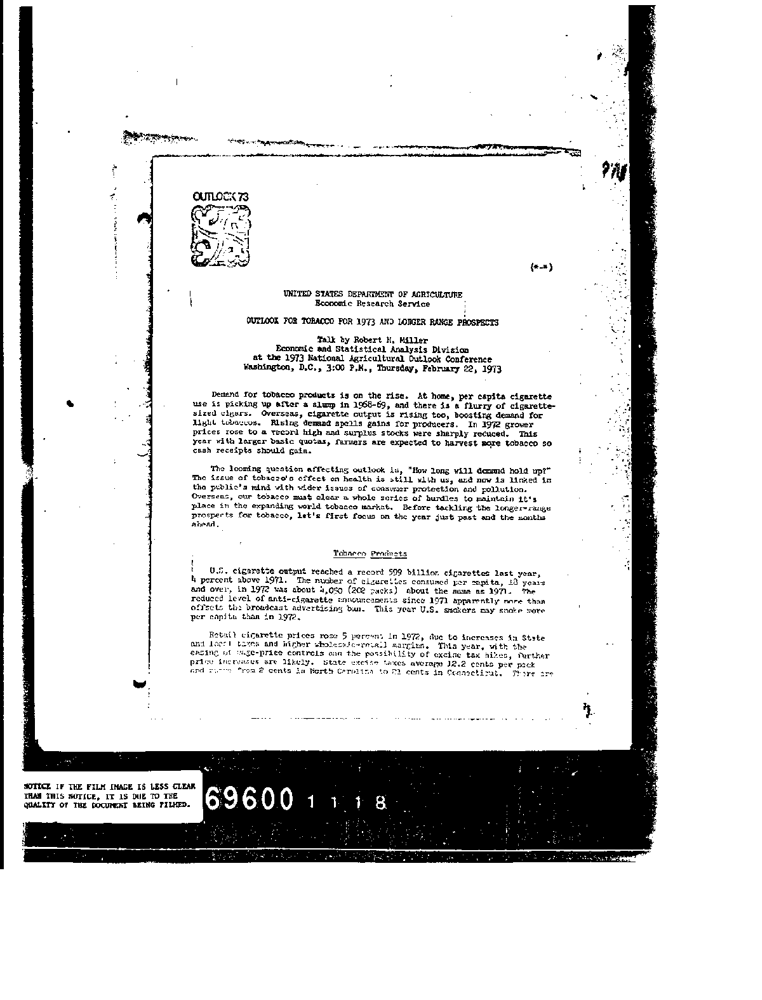 OUTLOOK 73
UNITED STATES DEPARTMENT OF AGRICULTURE
Economic Research Service
OUTLOOK FOR TOBACCO FOR 1973 AND LONGER RANGE PROSPECTS
Talk by Robert H. Miller
Economic and Statistical Analysis Division
at the 1973 National Agricultural Outlook Conference
Washington, D.C., 3:00 P.M., Thursday, February 22, 1973
Demand for tobacco products is on the rise. At home, per capita cigarette
use is picking up after a slump in 1968-69, and there is a flurry of cigarette-
sized cigars. Overseas, cigarette output is rising too, boosting demand for
light tobaccos. Rising demand spells gains for producers. In 1972 grower
prices rose to a record high and surplus stocks were sharply reduced. This
year with larger basic quotas, farmers are expected to harvest more tobacco so
cash receipts should gain.
The looming question affecting outlook is, "How long will demand hold up?"
The issue of tobacco's effect on health is still with us, and now is linked in
the public's mind with wider issues of consumer protection and pollution.
Overseas, our tobacco must clear a whole series of hurdles to maintain it's
place in the expanding world tobacco market. Before tackling the longer-range
prospects for tobacco, let's first focus on the year just past and the months
ahead.
Tobacco Products
U.S. cigarette output reached a record 599 billion cigarettes last year,
4 percent above 1971. The number of cigarettes consumed per capita, 18 years
and over, in 1972 was about 4,050 (202 packs) about the same as 1971. The
reduced level of anti-cigarette announcements since 1971 apparently more than
offsets the broadcast advertising ban. This year U.S. smokers may smoke more
per capita than in 1972.
Retail cigarette prices rose 5 percent in 1972, due to increases in State
and local taxes and higher wholesale-retail margins. This year, with the
easing of wage-price controls and the possibility of excise tax hikes, further
price increases are likely. State excise taxes average 12.2 cents per pack
and from 2 cents in North Carolina to 21 cents in Connecticut. There are
NOTICE IF THE FILM IMAGE IS LESS CLEAR
THAN THIS NOTICE, IT IS DUE TO THE
QUALITY OF THE DOCUMENT BEING FILMED.
69600 1118